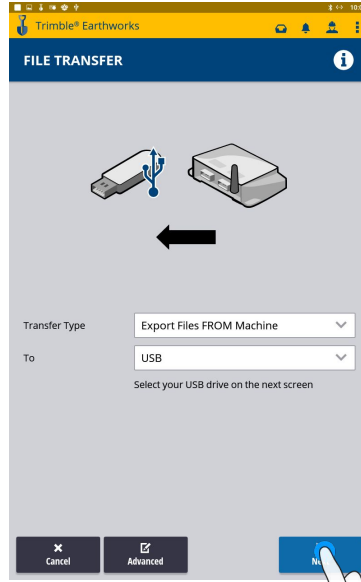 Trimble® Earthworks
FILE TRANSFER
Transfer Type
Export Files FROM Machine
To
USB
Select your USB drive on the next screen
Cancel
Advanced